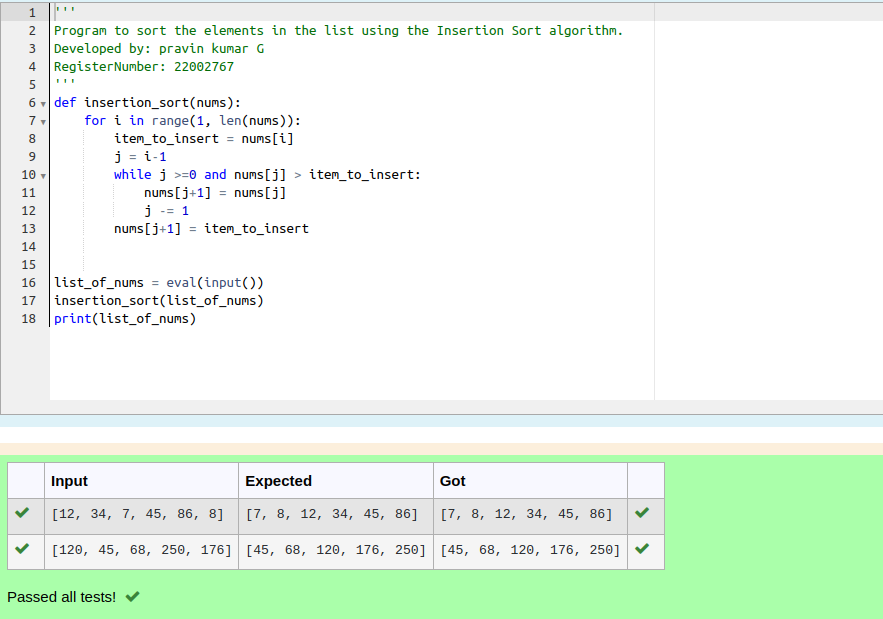 1 '''
2 Program to sort the elements in the list using the Insertion Sort algorithm.
3 Developed by: pravin kumar G
4 RegisterNumber: 22002767
5 '''
6 def insertion_sort(nums):
7     for i in range(1, len(nums)):
8         item_to_insert = nums[i]
9         j = i-1
10         while j >=0 and nums[j] > item_to_insert:
11             nums[j+1] = nums[j]
12             j -= 1
13         nums[j+1] = item_to_insert
14
15
16 list_of_nums = eval(input())
17 insertion_sort(list_of_nums)
18 print(list_of_nums)
Input Expected Got
[12, 34, 7, 45, 86, 8] [7, 8, 12, 34, 45, 86] [7, 8, 12, 34, 45, 86]
[120, 45, 68, 250, 176] [45, 68, 120, 176, 250] [45, 68, 120, 176, 250]
Passed all tests!